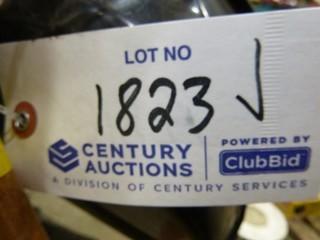 LOT NO
1823 ✓
CENTURY AUCTIONS
POWERED BY
ClubBid
A DIVISION OF CENTURY SERVICES